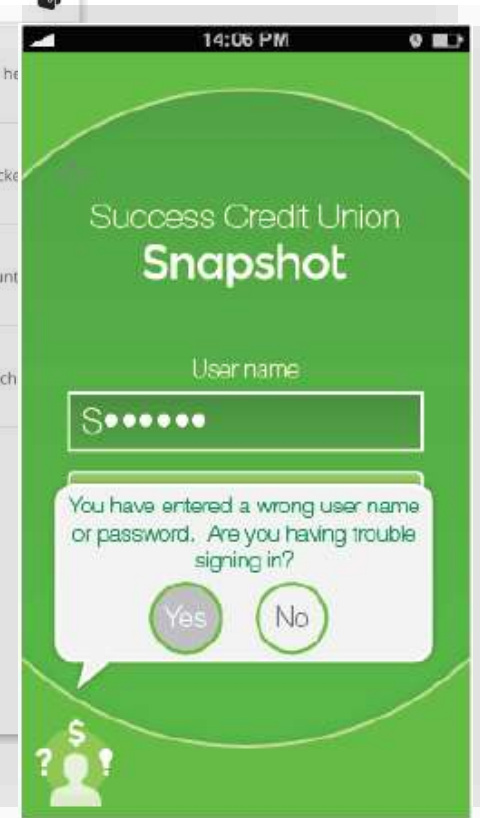 14:06 PM
he
Success Credit Union
Snapshot
User name
S••••••
You have entered a wrong user name
or password. Are you having trouble
signing in?
Yes No
? $ !